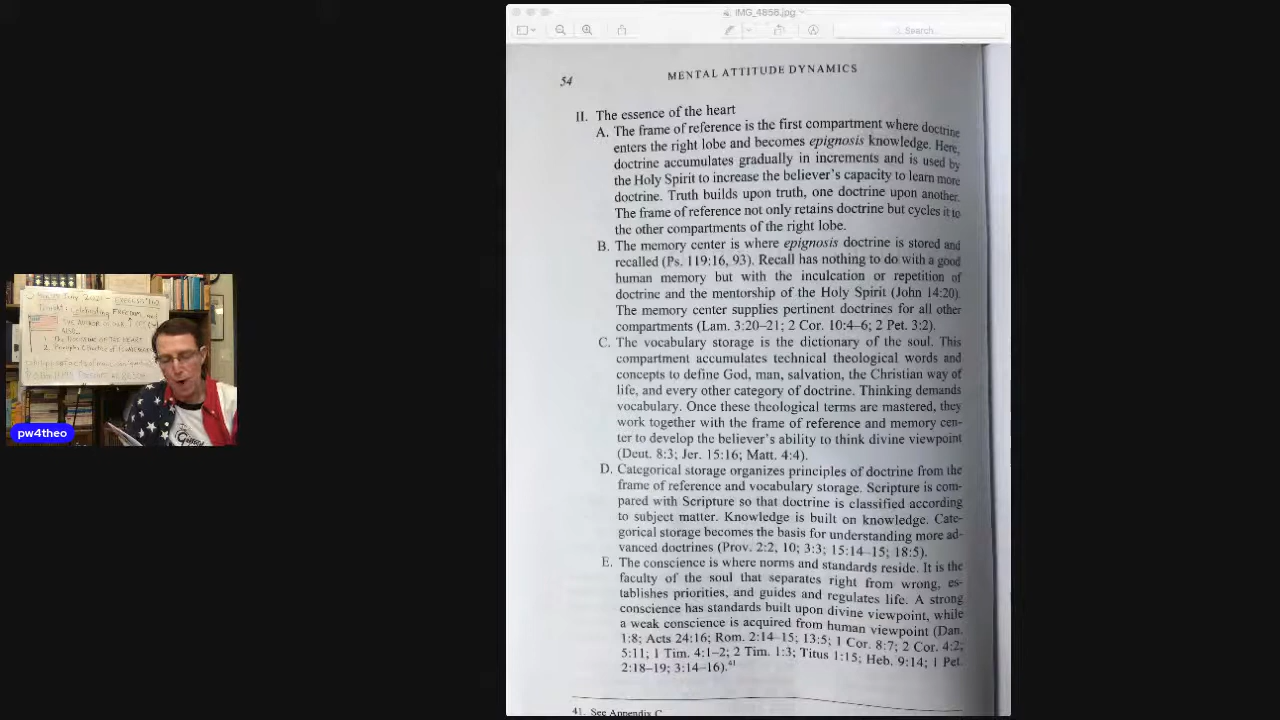 IMG_4858.jpg
Search
54
MENTAL ATTITUDE DYNAMICS
II. The essence of the heart
A. The frame of reference is the first compartment where doctrine
enters the right lobe and becomes epignosis knowledge. Here,
doctrine accumulates gradually in increments and is used by
the Holy Spirit to increase the believer's capacity to learn more
doctrine. Truth builds upon truth, one doctrine upon another.
The frame of reference not only retains doctrine but cycles it to
the other compartments of the right lobe.
B. The memory center is where epignosis doctrine is stored and
recalled (Ps. 119:16, 93). Recall has nothing to do with a good
human memory but with the inculcation or repetition of
doctrine and the mentorship of the Holy Spirit (John 14:20).
The memory center supplies pertinent doctrines for all other
compartments (Lam. 3:20–21; 2 Cor. 10:4–6; 2 Pet. 3:2).
C. The vocabulary storage is the dictionary of the soul. This
compartment accumulates technical theological words and
concepts to define God, man, salvation, the Christian way of
life, and every other category of doctrine. Thinking demands
vocabulary. Once these theological terms are mastered, they
work together with the frame of reference and memory cen-
ter to develop the believer's ability to think divine viewpoint
(Deut. 8:3; Jer. 15:16; Matt. 4:4).
D. Categorical storage organizes principles of doctrine from the
frame of reference and vocabulary storage. Scripture is com-
pared with Scripture so that doctrine is classified according
to subject matter. Knowledge is built on knowledge. Cate-
gorical storage becomes the basis for understanding more ad-
vanced doctrines (Prov. 2:2, 10; 3:3; 15:14–15; 18:5).
E. The conscience is where norms and standards reside. It is the
faculty of the soul that separates right from wrong, es-
tablishes priorities, and guides and regulates life. A strong
conscience has standards built upon divine viewpoint, while
a weak conscience is acquired from human viewpoint (Dan.
1:8; Acts 24:16; Rom. 2:14–15; 13:5; 1 Cor. 8:7; 2 Cor. 4:2;
5:11; 1 Tim. 4:1–2; 2 Tim. 1:3; Titus 1:15; Heb. 9:14; 1 Pet.
2:18–19; 3:14–16).41
41. See Appendix C
Celebrating FREEDOM, and
THE AUTHOR OF
ALSO
1. The DOCTRINE OF THE HEART
2.
pw4theo